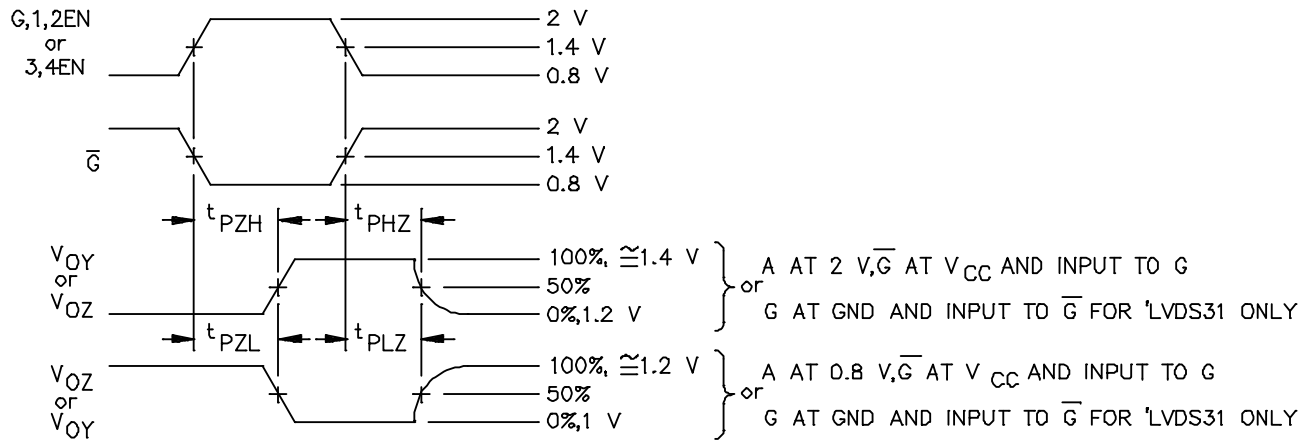 G,1,2EN
or
3,4EN
2 V
1.4 V
0.8 V
G̅
2 V
1.4 V
0.8 V
tPZH
tPHZ
VOY
or
VOZ
100%, ≅1.4 V
50%
0%,1.2 V
A AT 2 V,G̅ AT VCC AND INPUT TO G
or
G AT GND AND INPUT TO G̅ FOR 'LVDS31 ONLY
tPZL
tPLZ
VOZ
or
VOY
100%, ≅1.2 V
50%
0%,1 V
A AT 0.8 V,G̅ AT VCC AND INPUT TO G
or
G AT GND AND INPUT TO G̅ FOR 'LVDS31 ONLY